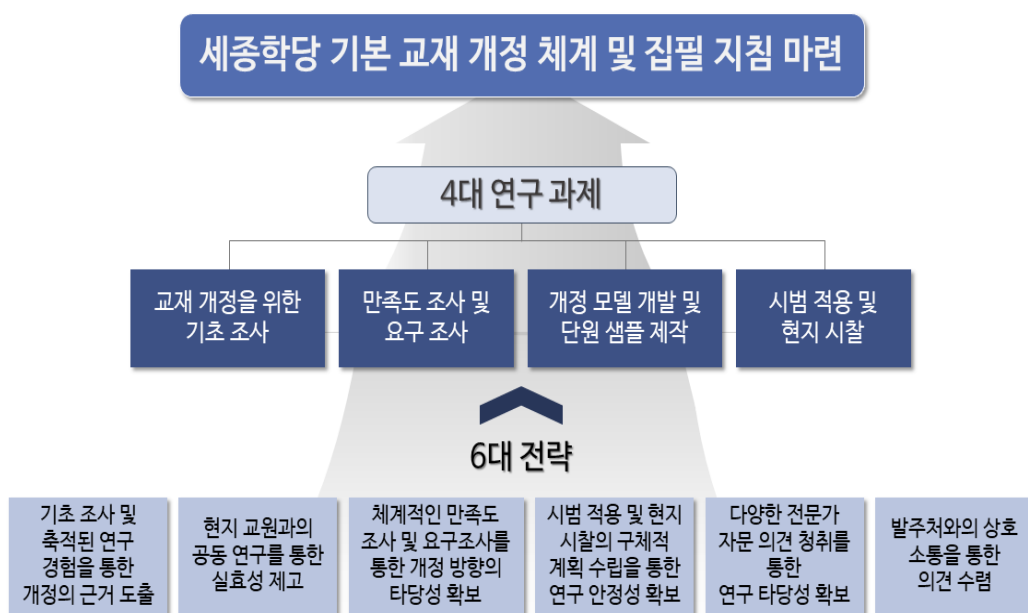 세종학당 기본 교재 개정 체계 및 집필 지침 마련
4대 연구 과제
교재 개정을 위한
기초 조사
만족도 조사 및
요구 조사
개정 모델 개발 및
단원 샘플 제작
시범 적용 및
현지 시찰
6대 전략
기초 조사 및
축적된 연구
경험을 통한
개정의 근거 도출
현지 교원과의
공동 연구를 통한
실효성 제고
체계적인 만족도
조사 및 요구조사를
통한 개정 방향의
타당성 확보
시범 적용 및 현지
시찰의 구체적
계획 수립을 통한
연구 안정성 확보
다양한 전문가
자문 의견 청취를
통한
연구 타당성 확보
발주처와의 상호
소통을 통한
의견 수렴